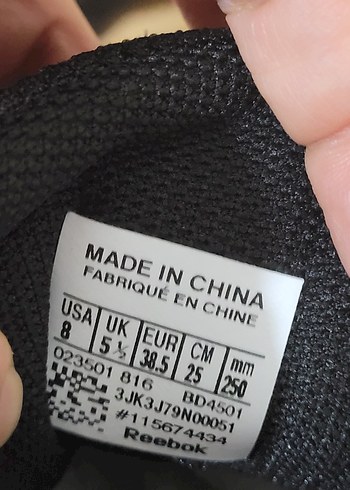 MADE IN CHINA
FABRIQUÉ EN CHINE
USA UK EUR CM mm
8 5 ½ 38.5 25 250
023501 816 BD4501
3JK3J79N00051
#115674434
Reebok